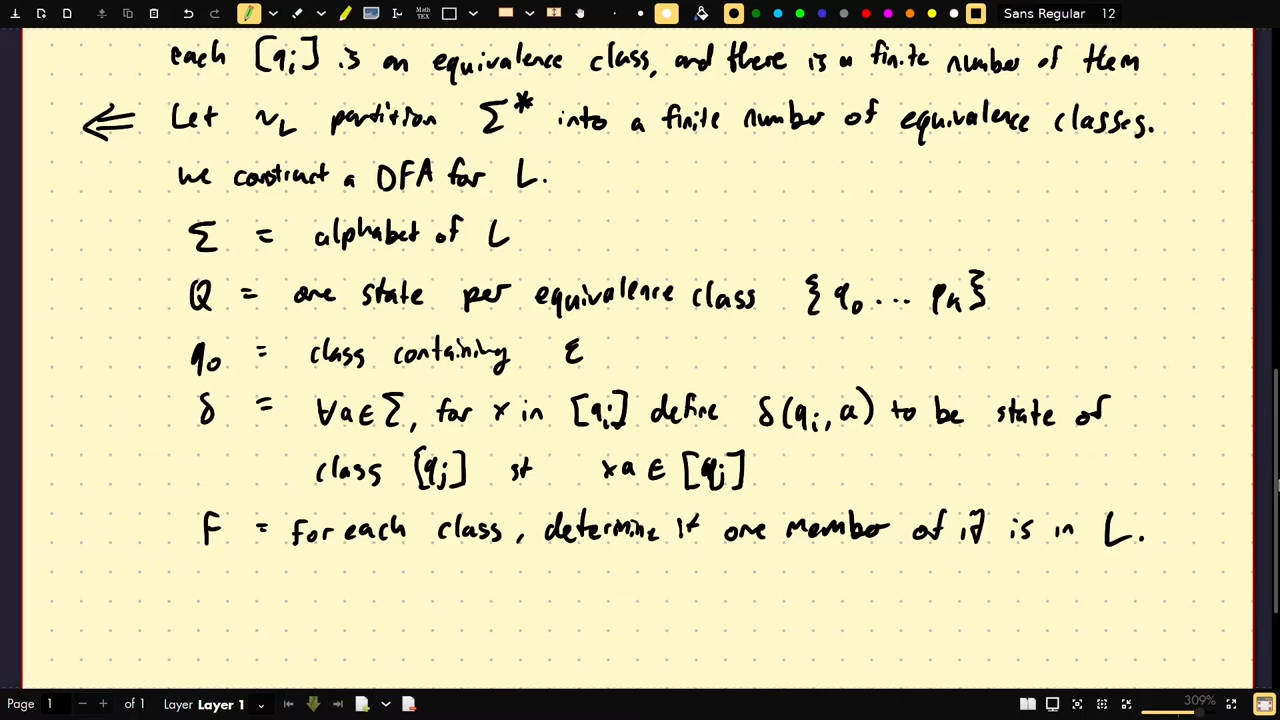 Sans Regular 12
each [qᵢ] is an equivalence class, and there is a finite number of them
⇐ Let ~L partition Σ* into a finite number of equivalence classes.
we construct a DFA for L.
Σ = alphabet of L
Q = one state per equivalence class {q₀ ... qₖ}
q₀ = class containing ε
δ = ∀a∈Σ, for x in [qᵢ] define δ(qᵢ, a) to be state of
class [qⱼ] st xa ∈ [qⱼ]
F = for each class, determine if one member of it is in L.
Page 1 of 1 Layer Layer 1 309%